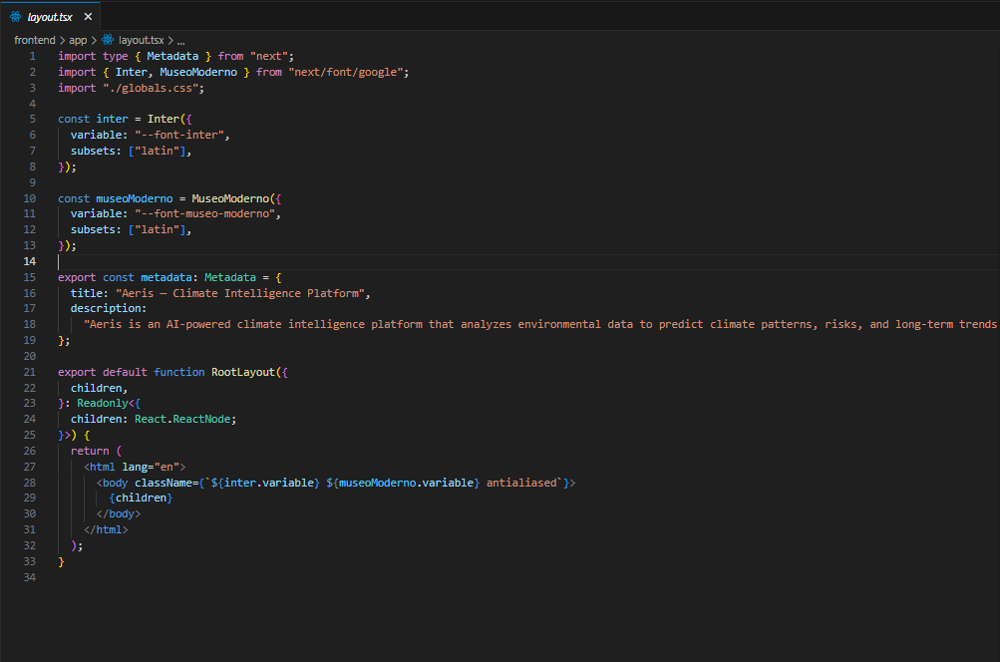 layout.tsx ×
frontend > app > layout.tsx > ...
1 import type { Metadata } from "next";
2 import { Inter, MuseoModerno } from "next/font/google";
3 import "./globals.css";
4
5 const inter = Inter({
6   variable: "--font-inter",
7   subsets: ["latin"],
8 });
9
10 const museoModerno = MuseoModerno({
11   variable: "--font-museo-moderno",
12   subsets: ["latin"],
13 });
14
15 export const metadata: Metadata = {
16   title: "Aeris — Climate Intelligence Platform",
17   description:
18     "Aeris is an AI-powered climate intelligence platform that analyzes environmental data to predict climate patterns, risks, and long-term trends
19 };
20
21 export default function RootLayout({
22   children,
23 }: Readonly<{
24   children: React.ReactNode;
25 }>) {
26   return (
27     <html lang="en">
28       <body className={`${inter.variable} ${museoModerno.variable} antialiased`}>
29         {children}
30       </body>
31     </html>
32   );
33 }
34